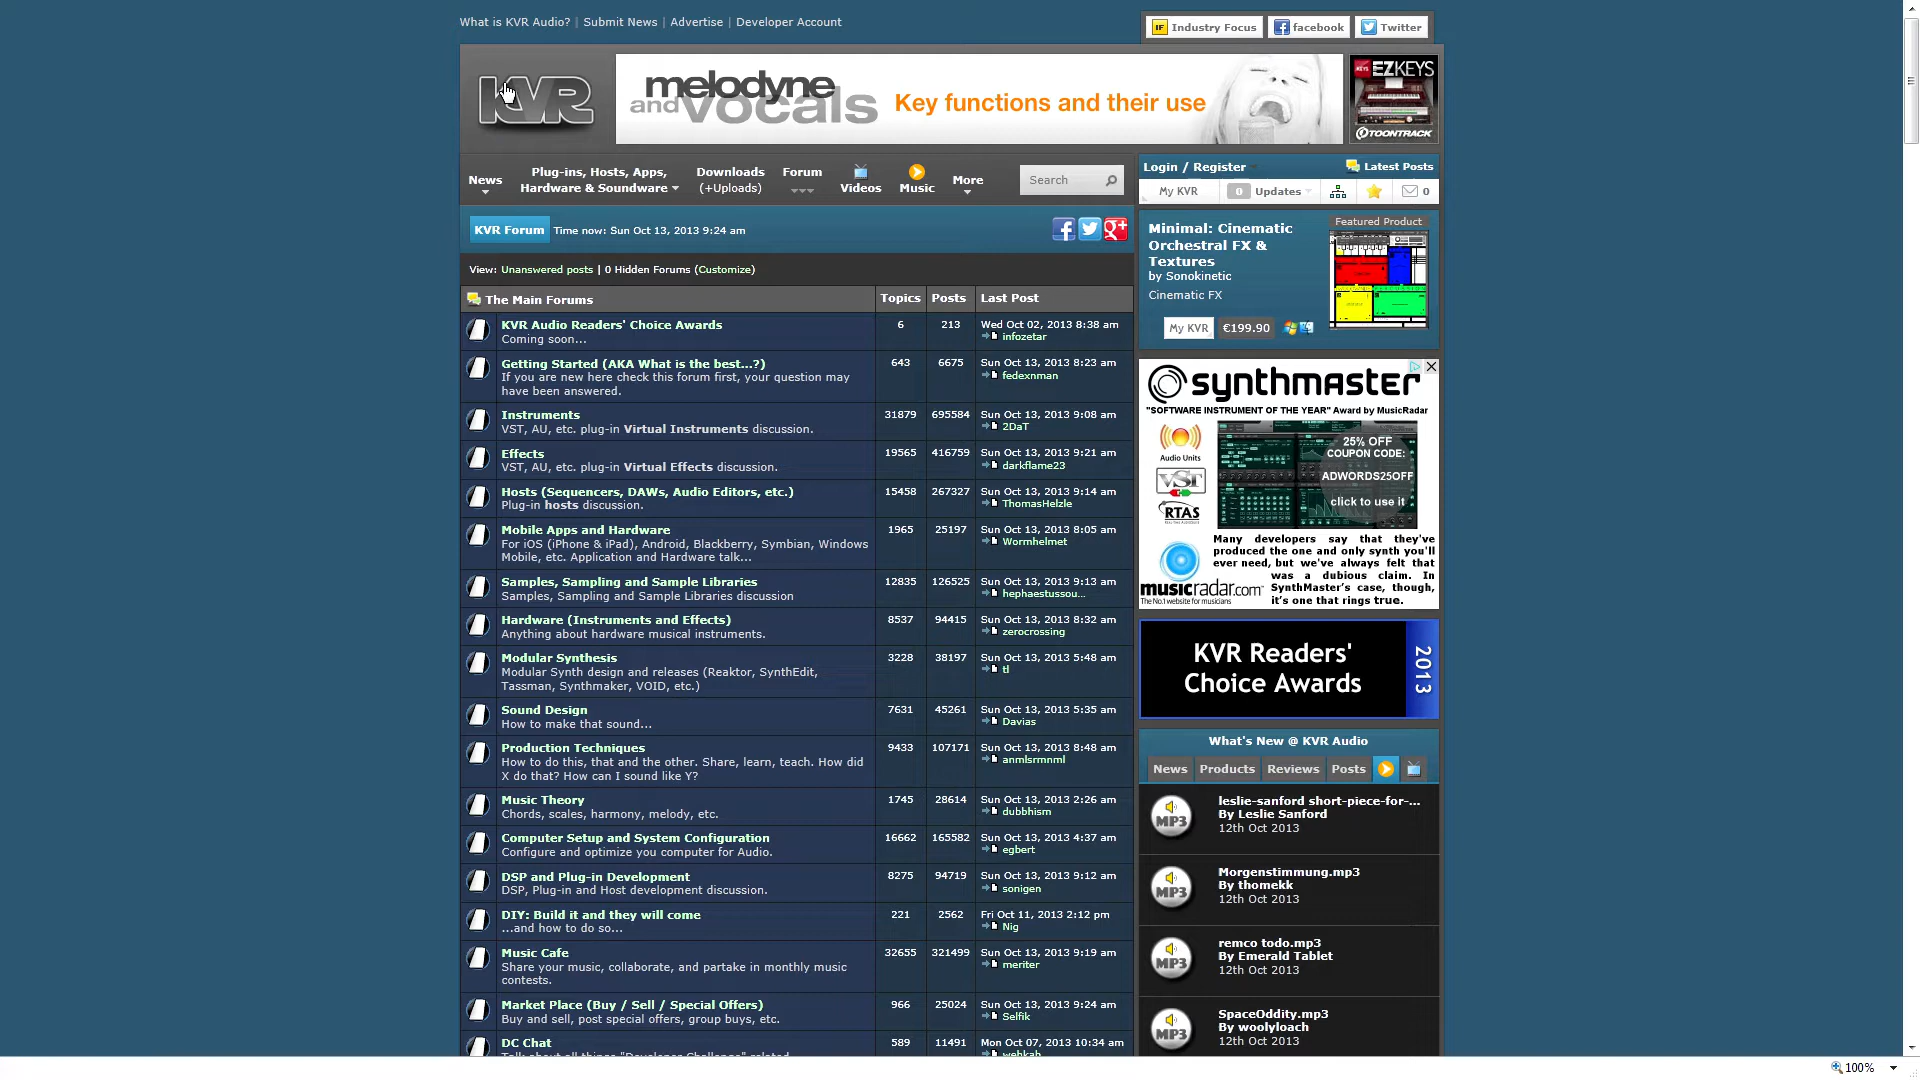 What is KVR Audio? | Submit News | Advertise | Developer Account
Industry Focus
facebook
Twitter
KVR
melodyne
and vocals
Key functions and their use
KEYS EZKEYS
TOONTRACK
News
Plug-ins, Hosts, Apps,
Hardware & Soundware
Downloads
(+Uploads)
Forum
Videos
Music
More
Search
Login / Register
Latest Posts
My KVR
0 Updates
0
KVR Forum
Time now: Sun Oct 13, 2013 9:24 am
View: Unanswered posts | 0 Hidden Forums (Customize)
The Main Forums Topics Posts Last Post
KVR Audio Readers' Choice Awards 6 213 Wed Oct 02, 2013 8:38 am
Coming soon... infozetar
Getting Started (AKA What is the best...?) 643 6675 Sun Oct 13, 2013 8:23 am
If you are new here check this forum first, your question may fedexnman
have been answered.
Instruments 31879 695584 Sun Oct 13, 2013 9:08 am
VST, AU, etc. plug-in Virtual Instruments discussion. 2DaT
Effects 19565 416759 Sun Oct 13, 2013 9:21 am
VST, AU, etc. plug-in Virtual Effects discussion. darkflame23
Hosts (Sequencers, DAWs, Audio Editors, etc.) 15458 267327 Sun Oct 13, 2013 9:14 am
Plug-in hosts discussion. ThomasHelzle
Mobile Apps and Hardware 1965 25197 Sun Oct 13, 2013 8:05 am
For iOS (iPhone & iPad), Android, Blackberry, Symbian, Windows Wormhelmet
Mobile, etc. Application and Hardware talk...
Samples, Sampling and Sample Libraries 12835 126525 Sun Oct 13, 2013 9:13 am
Samples, Sampling and Sample Libraries discussion hephaestussou...
Hardware (Instruments and Effects) 8537 94415 Sun Oct 13, 2013 8:32 am
Anything about hardware musical instruments. zerocrossing
Modular Synthesis 3228 38197 Sun Oct 13, 2013 5:48 am
Modular Synth design and releases (Reaktor, SynthEdit, tl
Tassman, Synthmaker, VOID, etc.)
Sound Design 7631 45261 Sun Oct 13, 2013 5:35 am
How to make that sound... Davias
Production Techniques 9433 107171 Sun Oct 13, 2013 8:48 am
How to do this, that and the other. Share, learn, teach. How did anmlsrmnml
X do that? How can I sound like Y?
Music Theory 1745 28614 Sun Oct 13, 2013 2:26 am
Chords, scales, harmony, melody, etc. dubbhism
Computer Setup and System Configuration 16662 165582 Sun Oct 13, 2013 4:37 am
Configure and optimize you computer for Audio. egbert
DSP and Plug-in Development 8275 94719 Sun Oct 13, 2013 9:12 am
DSP, Plug-in and Host development discussion. sonigen
DIY: Build it and they will come 221 2562 Fri Oct 11, 2013 2:12 pm
...and how to do so... Nig
Music Cafe 32655 321499 Sun Oct 13, 2013 9:19 am
Share your music, collaborate, and partake in monthly music meriter
contests.
Market Place (Buy / Sell / Special Offers) 966 25024 Sun Oct 13, 2013 9:24 am
Buy and sell, post special offers, group buys, etc. Selfik
DC Chat 589 11491 Mon Oct 07, 2013 10:34 am
Talk about all things "Developer Challenge" related. webkah
Featured Product
Minimal: Cinematic
Orchestral FX &
Textures
by Sonokinetic
Cinematic FX
My KVR €199.90
synthmaster
"SOFTWARE INSTRUMENT OF THE YEAR" Award by MusicRadar
Audio Units
VST
RTAS
25% OFF
COUPON CODE:
ADWORDS25OFF
click to use it
Many developers say that they've
produced the one and only synth you'll
ever need, but we've always felt that
was a dubious claim. In
SynthMaster's case, though,
it's one that rings true.
musicradar.com
The No.1 website for musicians
KVR Readers'
Choice Awards
2013
What's New @ KVR Audio
News Products Reviews Posts
MP3
leslie-sanford short-piece-for-...
By Leslie Sanford
12th Oct 2013
MP3
Morgenstimmung.mp3
By thomekk
12th Oct 2013
MP3
remco todo.mp3
By Emerald Tablet
12th Oct 2013
MP3
SpaceOddity.mp3
By woolyloach
12th Oct 2013
100%